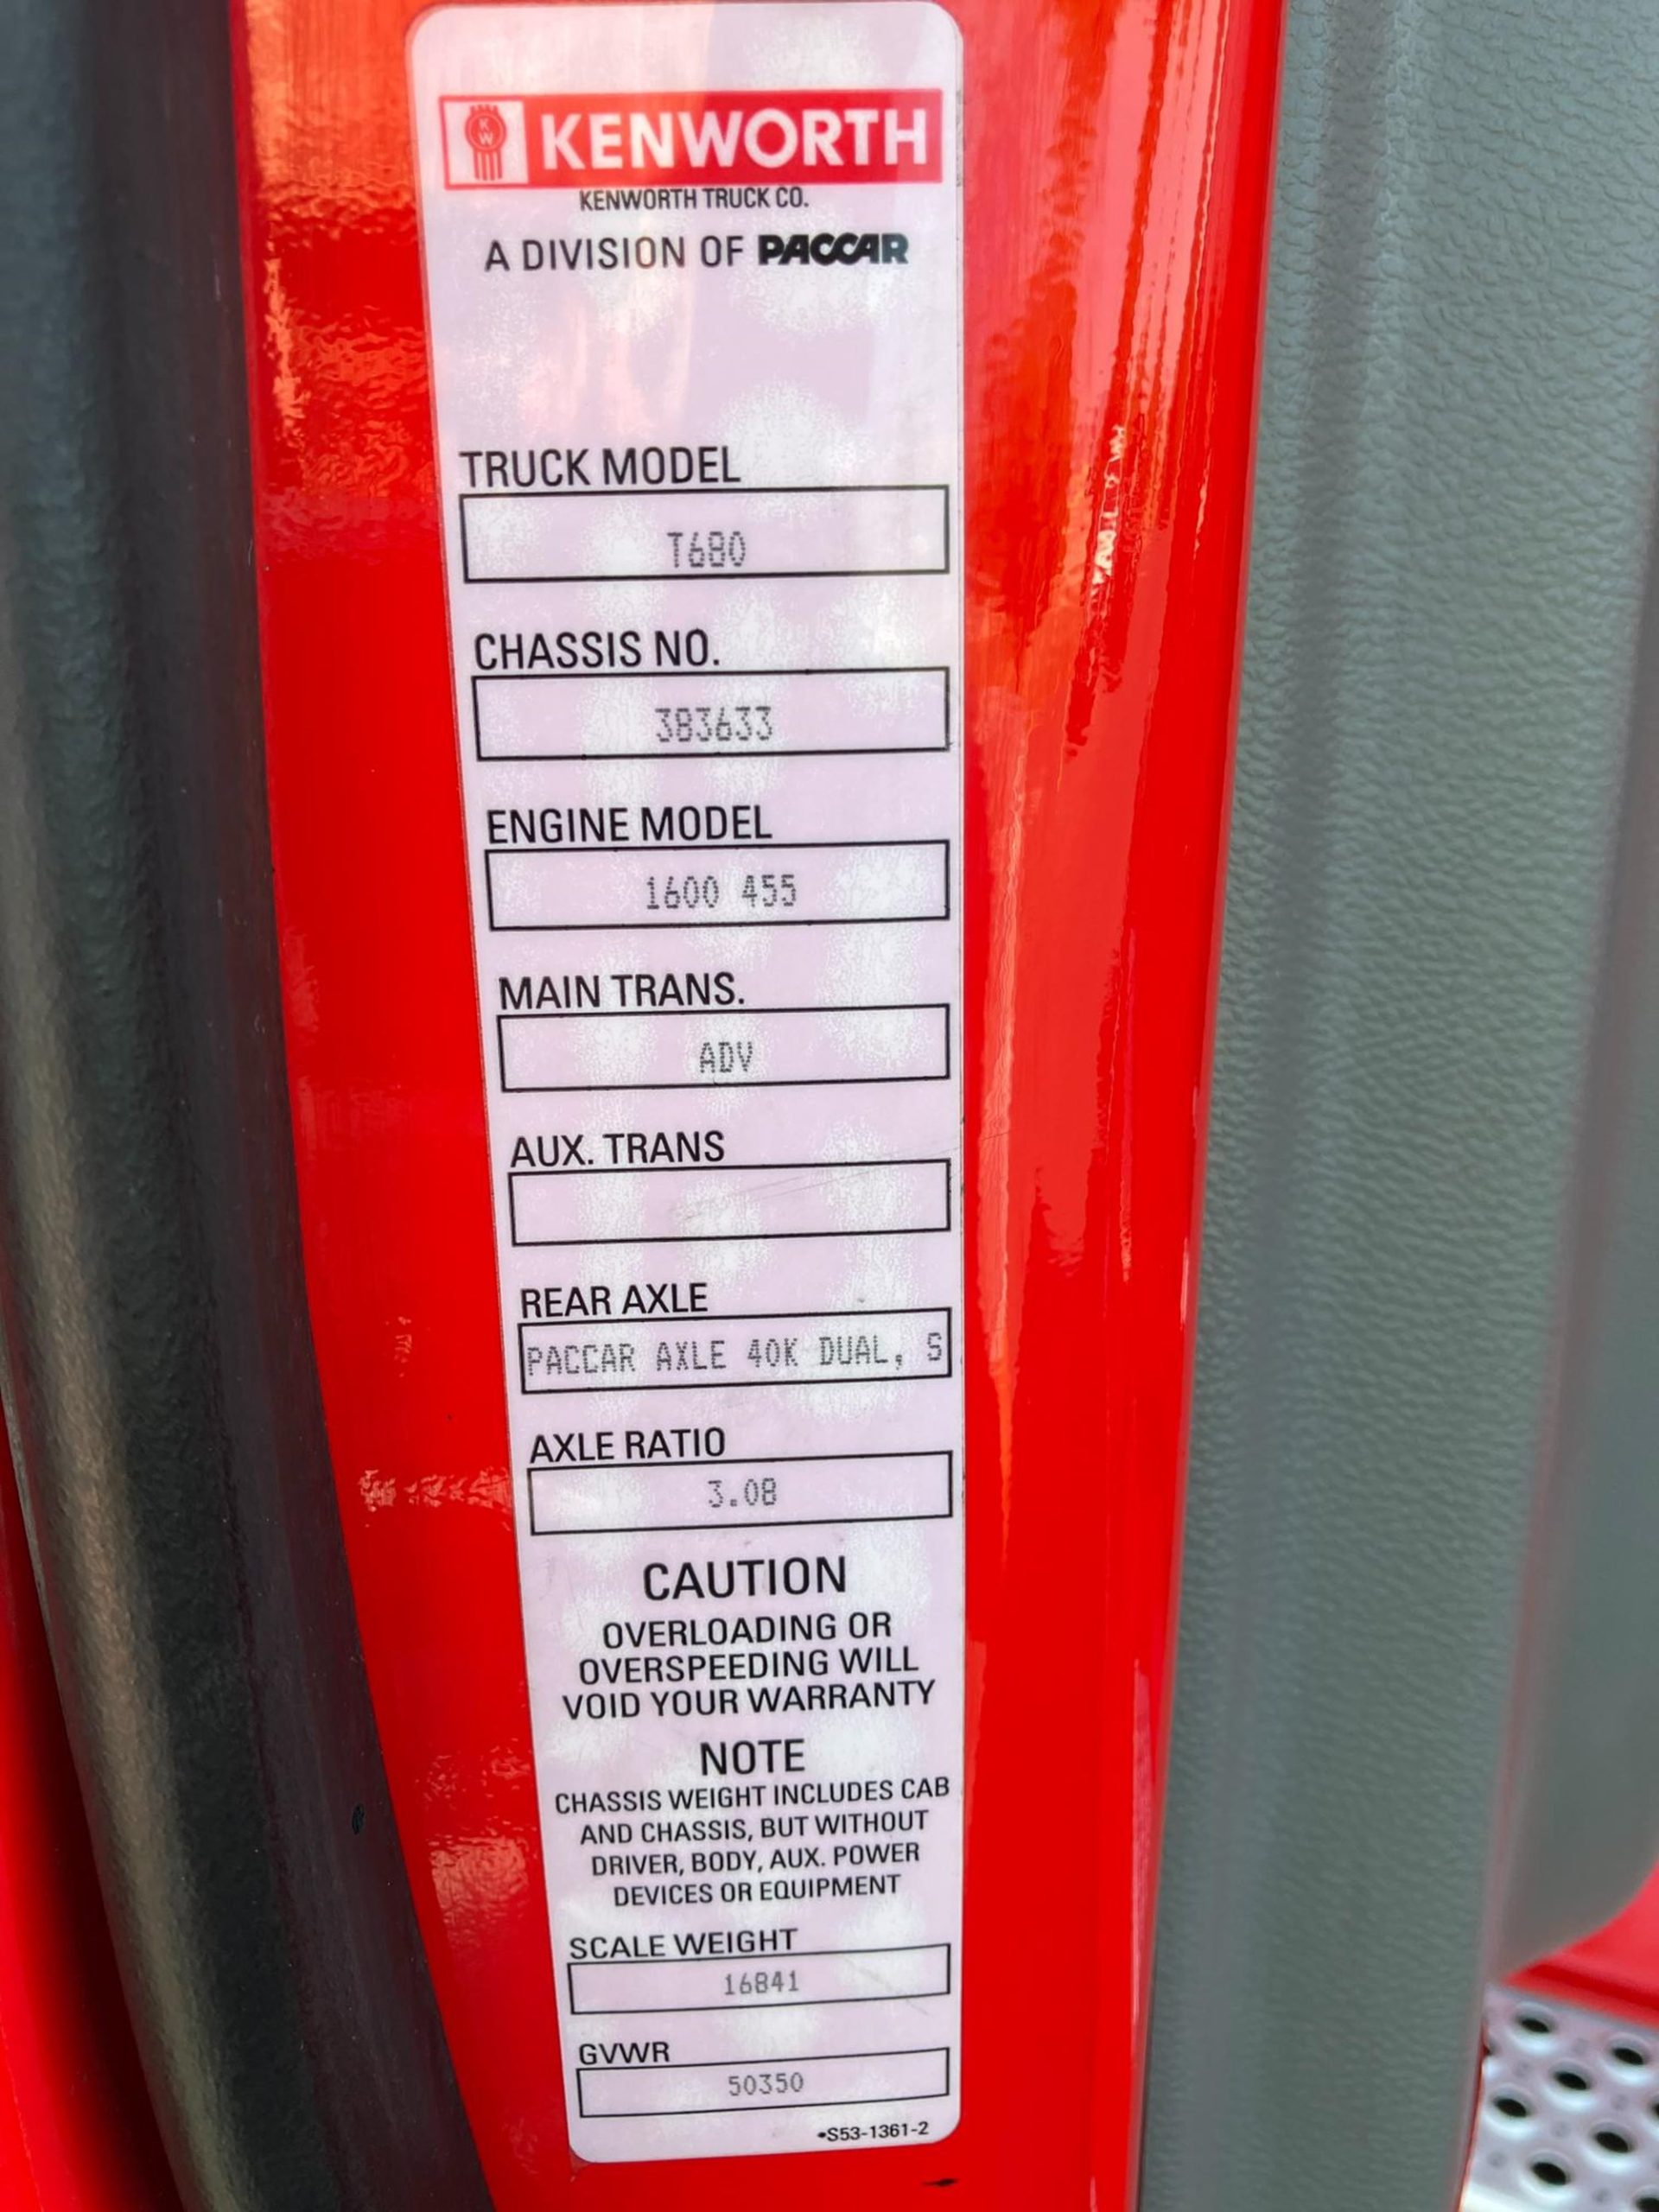 KENWORTH
KENWORTH TRUCK CO.
A DIVISION OF PACCAR
TRUCK MODEL
T680
CHASSIS NO.
383633
ENGINE MODEL
1600 455
MAIN TRANS.
ADV
AUX. TRANS
REAR AXLE
PACCAR AXLE 40K DUAL, S
AXLE RATIO
3.08
CAUTION
OVERLOADING OR
OVERSPEEDING WILL
VOID YOUR WARRANTY
NOTE
CHASSIS WEIGHT INCLUDES CAB
AND CHASSIS, BUT WITHOUT
DRIVER, BODY, AUX. POWER
DEVICES OR EQUIPMENT
SCALE WEIGHT
16841
GVWR
50350
•S53-1361-2